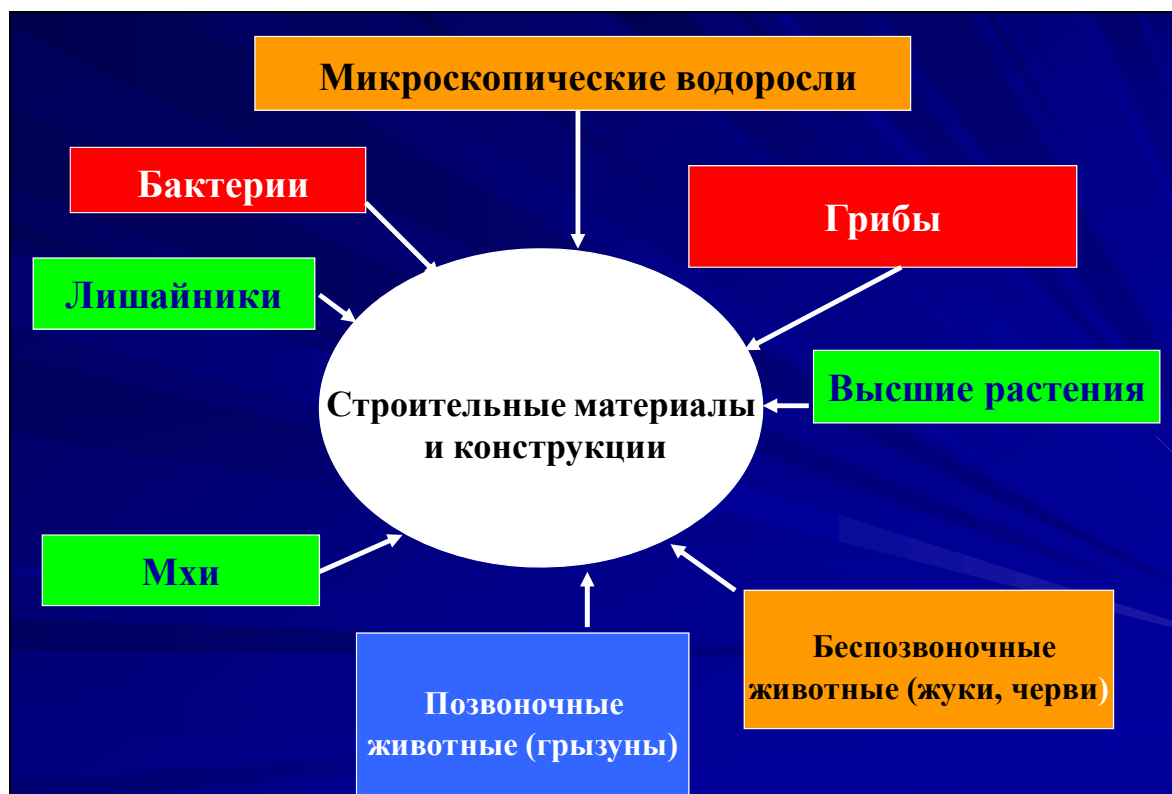 Микроскопические водоросли
Бактерии
Грибы
Лишайники
Высшие растения
Строительные материалы
и конструкции
Мхи
Беспозвоночные
животные (жуки, черви)
Позвоночные
животные (грызуны)